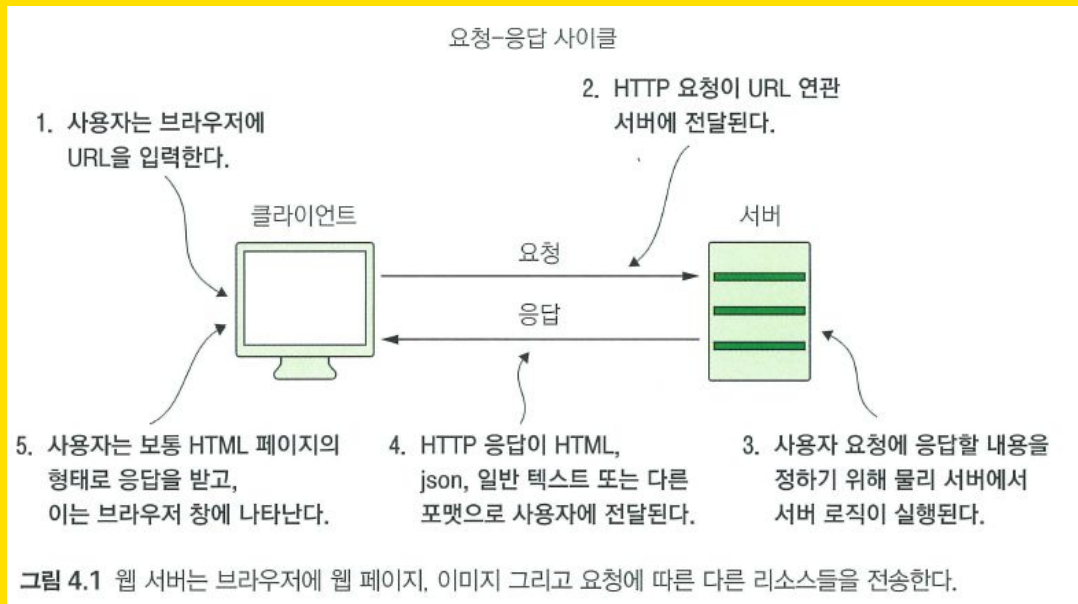 요청-응답 사이클
1. 사용자는 브라우저에
URL을 입력한다.
2. HTTP 요청이 URL 연관
서버에 전달된다.
클라이언트
서버
요청
응답
5. 사용자는 보통 HTML 페이지의
형태로 응답을 받고,
이는 브라우저 창에 나타난다.
4. HTTP 응답이 HTML,
json, 일반 텍스트 또는 다른
포맷으로 사용자에 전달된다.
3. 사용자 요청에 응답할 내용을
정하기 위해 물리 서버에서
서버 로직이 실행된다.
그림 4.1 웹 서버는 브라우저에 웹 페이지, 이미지 그리고 요청에 따른 다른 리소스들을 전송한다.